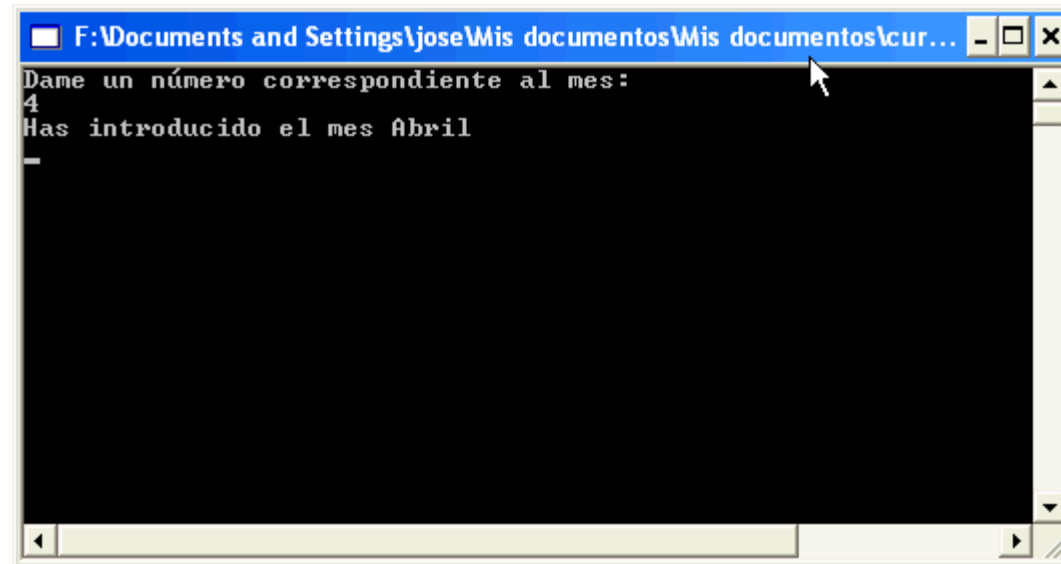 F:\Documents and Settings\jose\Mis documentos\Mis documentos\cur...
Dame un número correspondiente al mes:
4
Has introducido el mes Abril